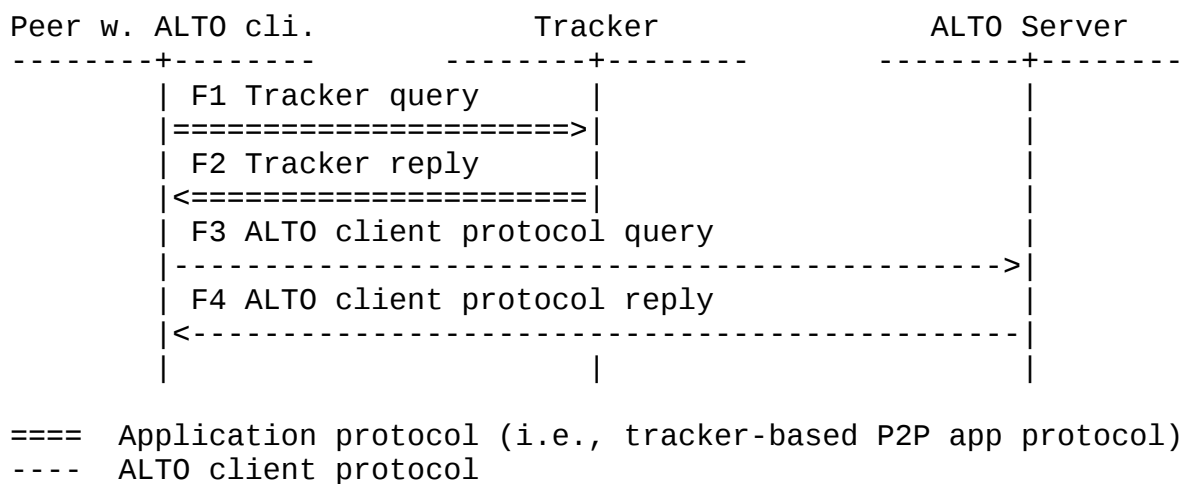 Peer w. ALTO cli.            Tracker               ALTO Server
--------+--------       --------+--------       --------+--------
        | F1 Tracker query      |                       |
        |======================>|                       |
        | F2 Tracker reply      |                       |
        |<======================|                       |
        | F3 ALTO client protocol query                 |
        |---------------------------------------------->|
        | F4 ALTO client protocol reply                 |
        |<----------------------------------------------|
        |                       |                       |

====  Application protocol (i.e., tracker-based P2P app protocol)
----  ALTO client protocol